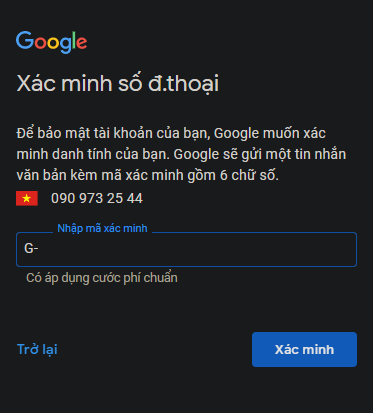 Google
Xác minh số đ.thoại
Để bảo mật tài khoản của bạn, Google muốn xác
minh danh tính của bạn. Google sẽ gửi một tin nhắn
văn bản kèm mã xác minh gồm 6 chữ số.
090 973 25 44
Nhập mã xác minh
G-
Có áp dụng cước phí chuẩn
Trở lại Xác minh